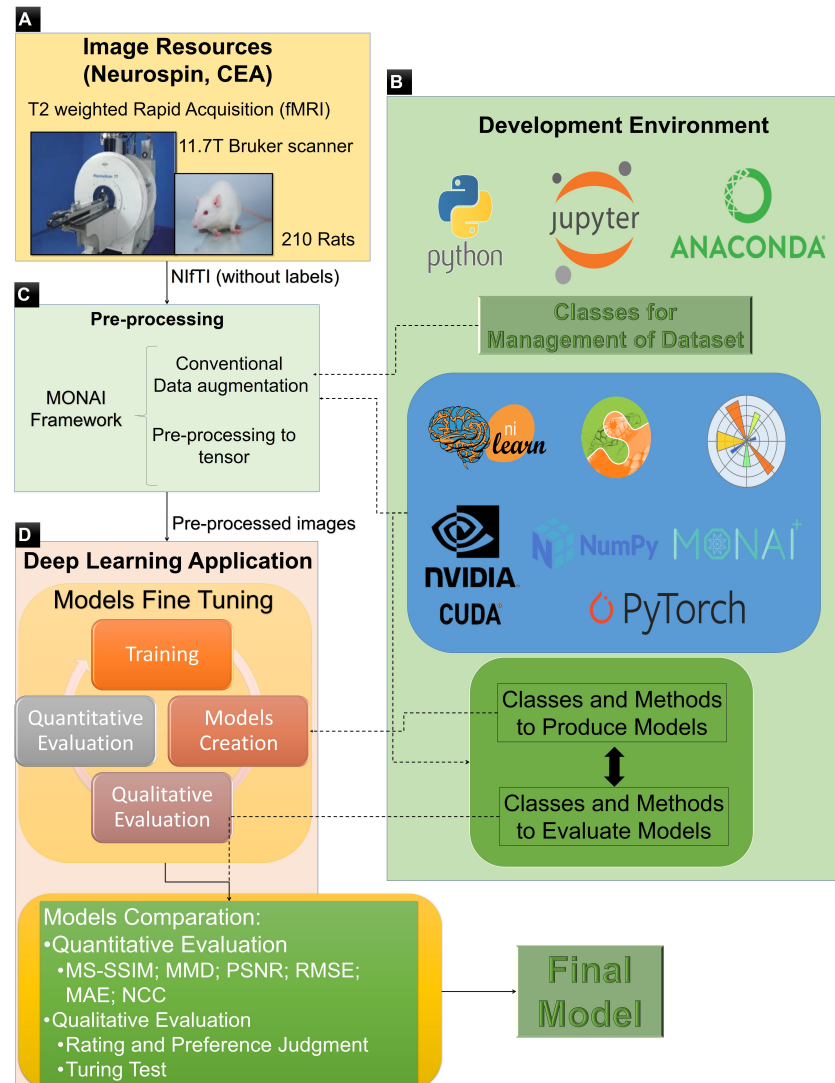 A
Image Resources
(Neurospin, CEA)
T2 weighted Rapid Acquisition (fMRI)
11.7T Bruker scanner
210 Rats
NIfTI (without labels)
B
Development Environment
python
jupyter
ANACONDA
Classes for
Management of Dataset
ni
learn
NVIDIA
CUDA
NumPy
MONAI
PyTorch
Classes and Methods
to Produce Models
Classes and Methods
to Evaluate Models
C
Pre-processing
MONAI
Framework
Conventional
Data augmentation
Pre-processing to
tensor
Pre-processed images
D
Deep Learning Application
Models Fine Tuning
Training
Quantitative
Evaluation
Models
Creation
Qualitative
Evaluation
Models Comparation:
•Quantitative Evaluation
•MS-SSIM; MMD; PSNR; RMSE;
MAE; NCC
•Qualitative Evaluation
•Rating and Preference Judgment
•Turing Test
Final
Model